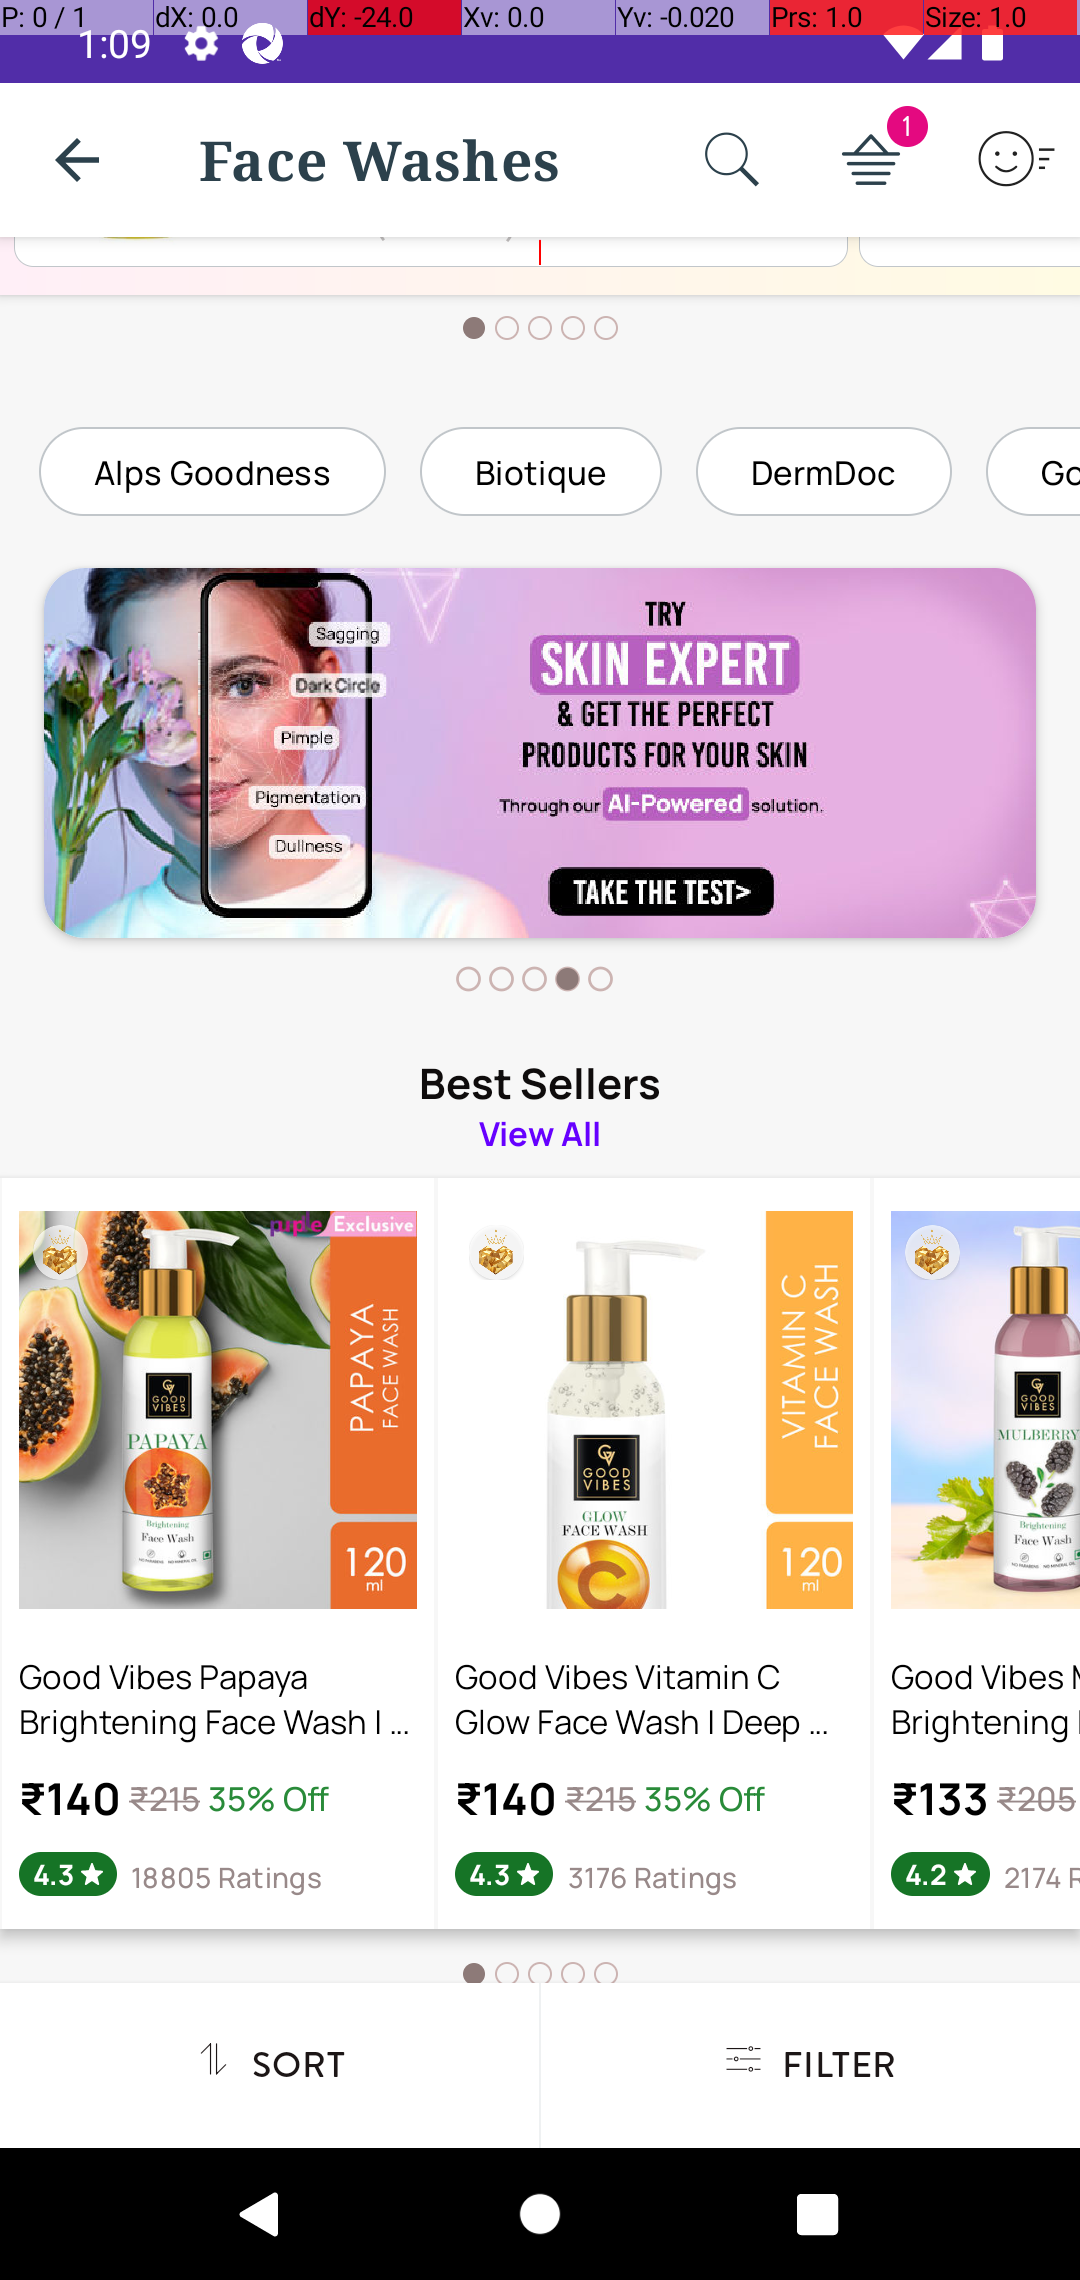 P: 0 / 1 dX: 0.0 dY: -24.0 Xv: 0.0 Yv: -0.020 Prs: 1.0 Size: 1.0
1:09
Face Washes
1
Alps Goodness Biotique DermDoc Go
Sagging
Dark Circle
Pimple
Pigmentation
Dullness
TRY
SKIN EXPERT
& GET THE PERFECT
PRODUCTS FOR YOUR SKIN
Through our AI-Powered solution.
TAKE THE TEST>
Best Sellers
View All
purple Exclusive
PAPAYA
FACE WASH
120
ml
GOOD
VIBES
PAPAYA
Brightening
Face Wash
NO PARABENS NO MINERAL OIL
Good Vibes Papaya
Brightening Face Wash I ...
₹140 ₹215 35% Off
4.3 ★ 18805 Ratings
VITAMIN C
FACE WASH
120
ml
GOOD
VIBES
GLOW
FACE WASH
C
Good Vibes Vitamin C
Glow Face Wash I Deep ...
₹140 ₹215 35% Off
4.3 ★ 3176 Ratings
GOOD
VIBES
MULBERRY
Brightening
Face Wash
Good Vibes M
Brightening
₹133 ₹205
4.2 ★ 2174 R
SORT
FILTER